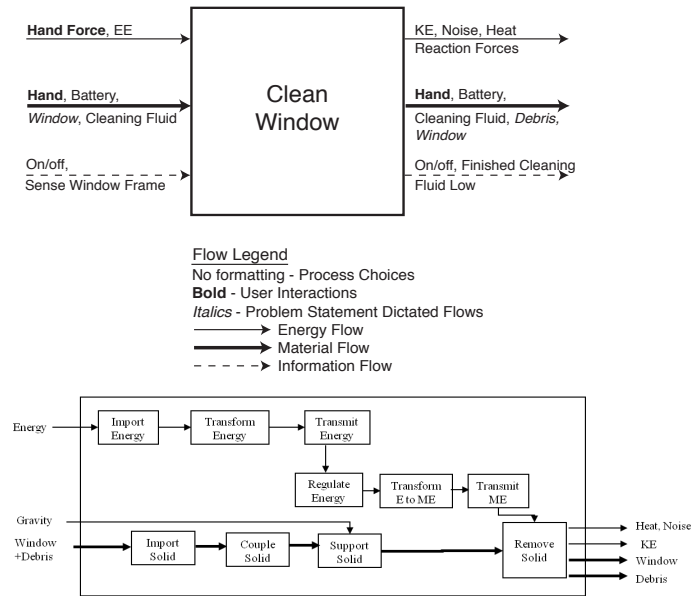 Hand Force, EE
KE, Noise, Heat
Reaction Forces
Clean
Window
Hand, Battery,
Window, Cleaning Fluid
Hand, Battery,
Cleaning Fluid, Debris,
Window
On/off,
Sense Window Frame
On/off, Finished Cleaning
Fluid Low
Flow Legend
No formatting - Process Choices
Bold - User Interactions
Italics - Problem Statement Dictated Flows
Energy Flow
Material Flow
Information Flow
Energy
Import
Energy
Transform
Energy
Transmit
Energy
Regulate
Energy
Transform
E to ME
Transmit
ME
Gravity
Window
+Debris
Import
Solid
Couple
Solid
Support
Solid
Remove
Solid
Heat, Noise
KE
Window
Debris